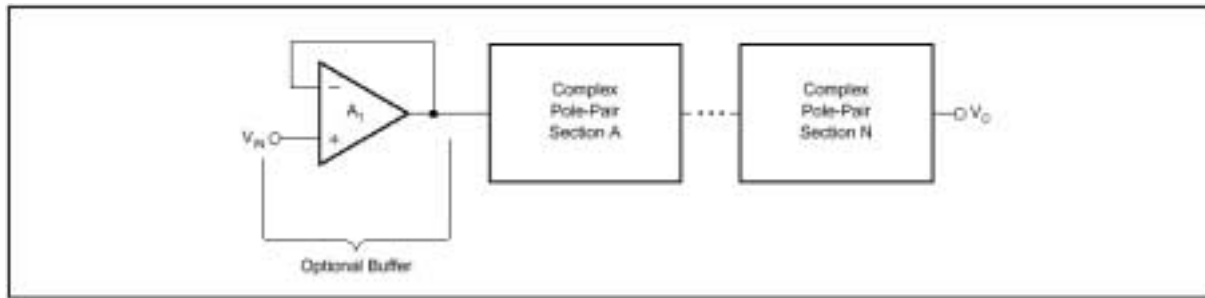 Complex
Pole-Pair
Section A
Complex
Pole-Pair
Section N
−
A1
+
VIN
VO
Optional Buffer